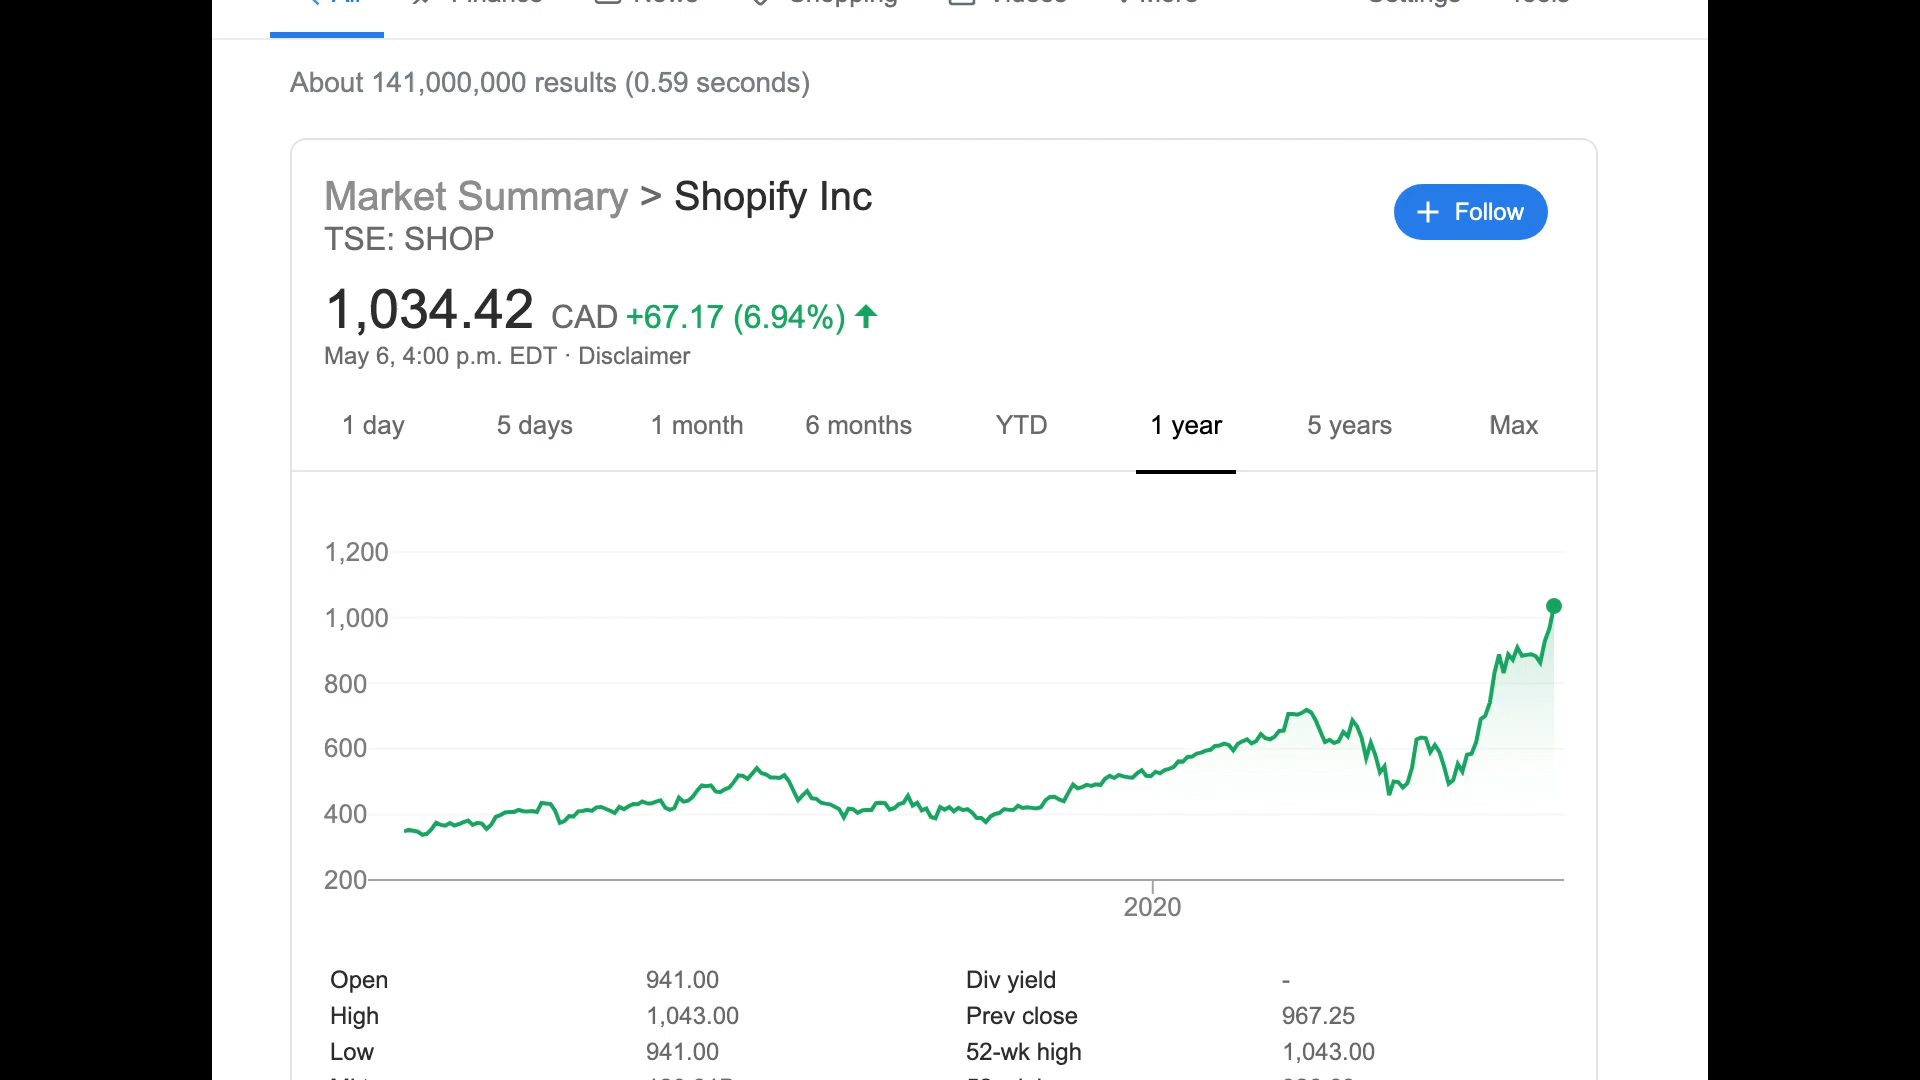 About 141,000,000 results (0.59 seconds)
Market Summary > Shopify Inc
TSE: SHOP
+ Follow
1,034.42 CAD +67.17 (6.94%)
May 6, 4:00 p.m. EDT · Disclaimer
1 day 5 days 1 month 6 months YTD 1 year 5 years Max
1,200
1,000
800
600
400
200
2020
Open 941.00 Div yield -
High 1,043.00 Prev close 967.25
Low 941.00 52-wk high 1,043.00